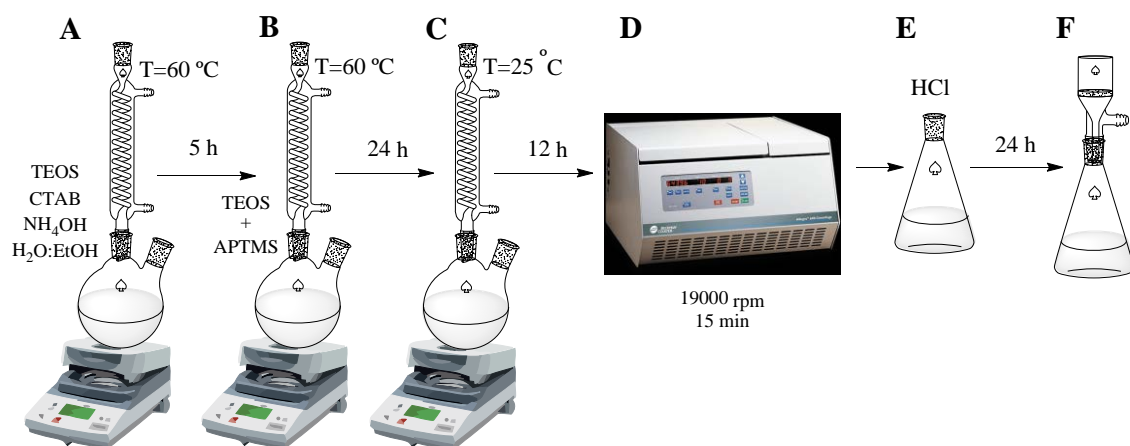 A
B
C
D
E
F
T=60 ºC
T=60 ºC
T=25 °C
HCl
5 h
24 h
12 h
24 h
TEOS
CTAB
NH₄OH
H₂O:EtOH
TEOS
+
APTMS
19000 rpm
15 min